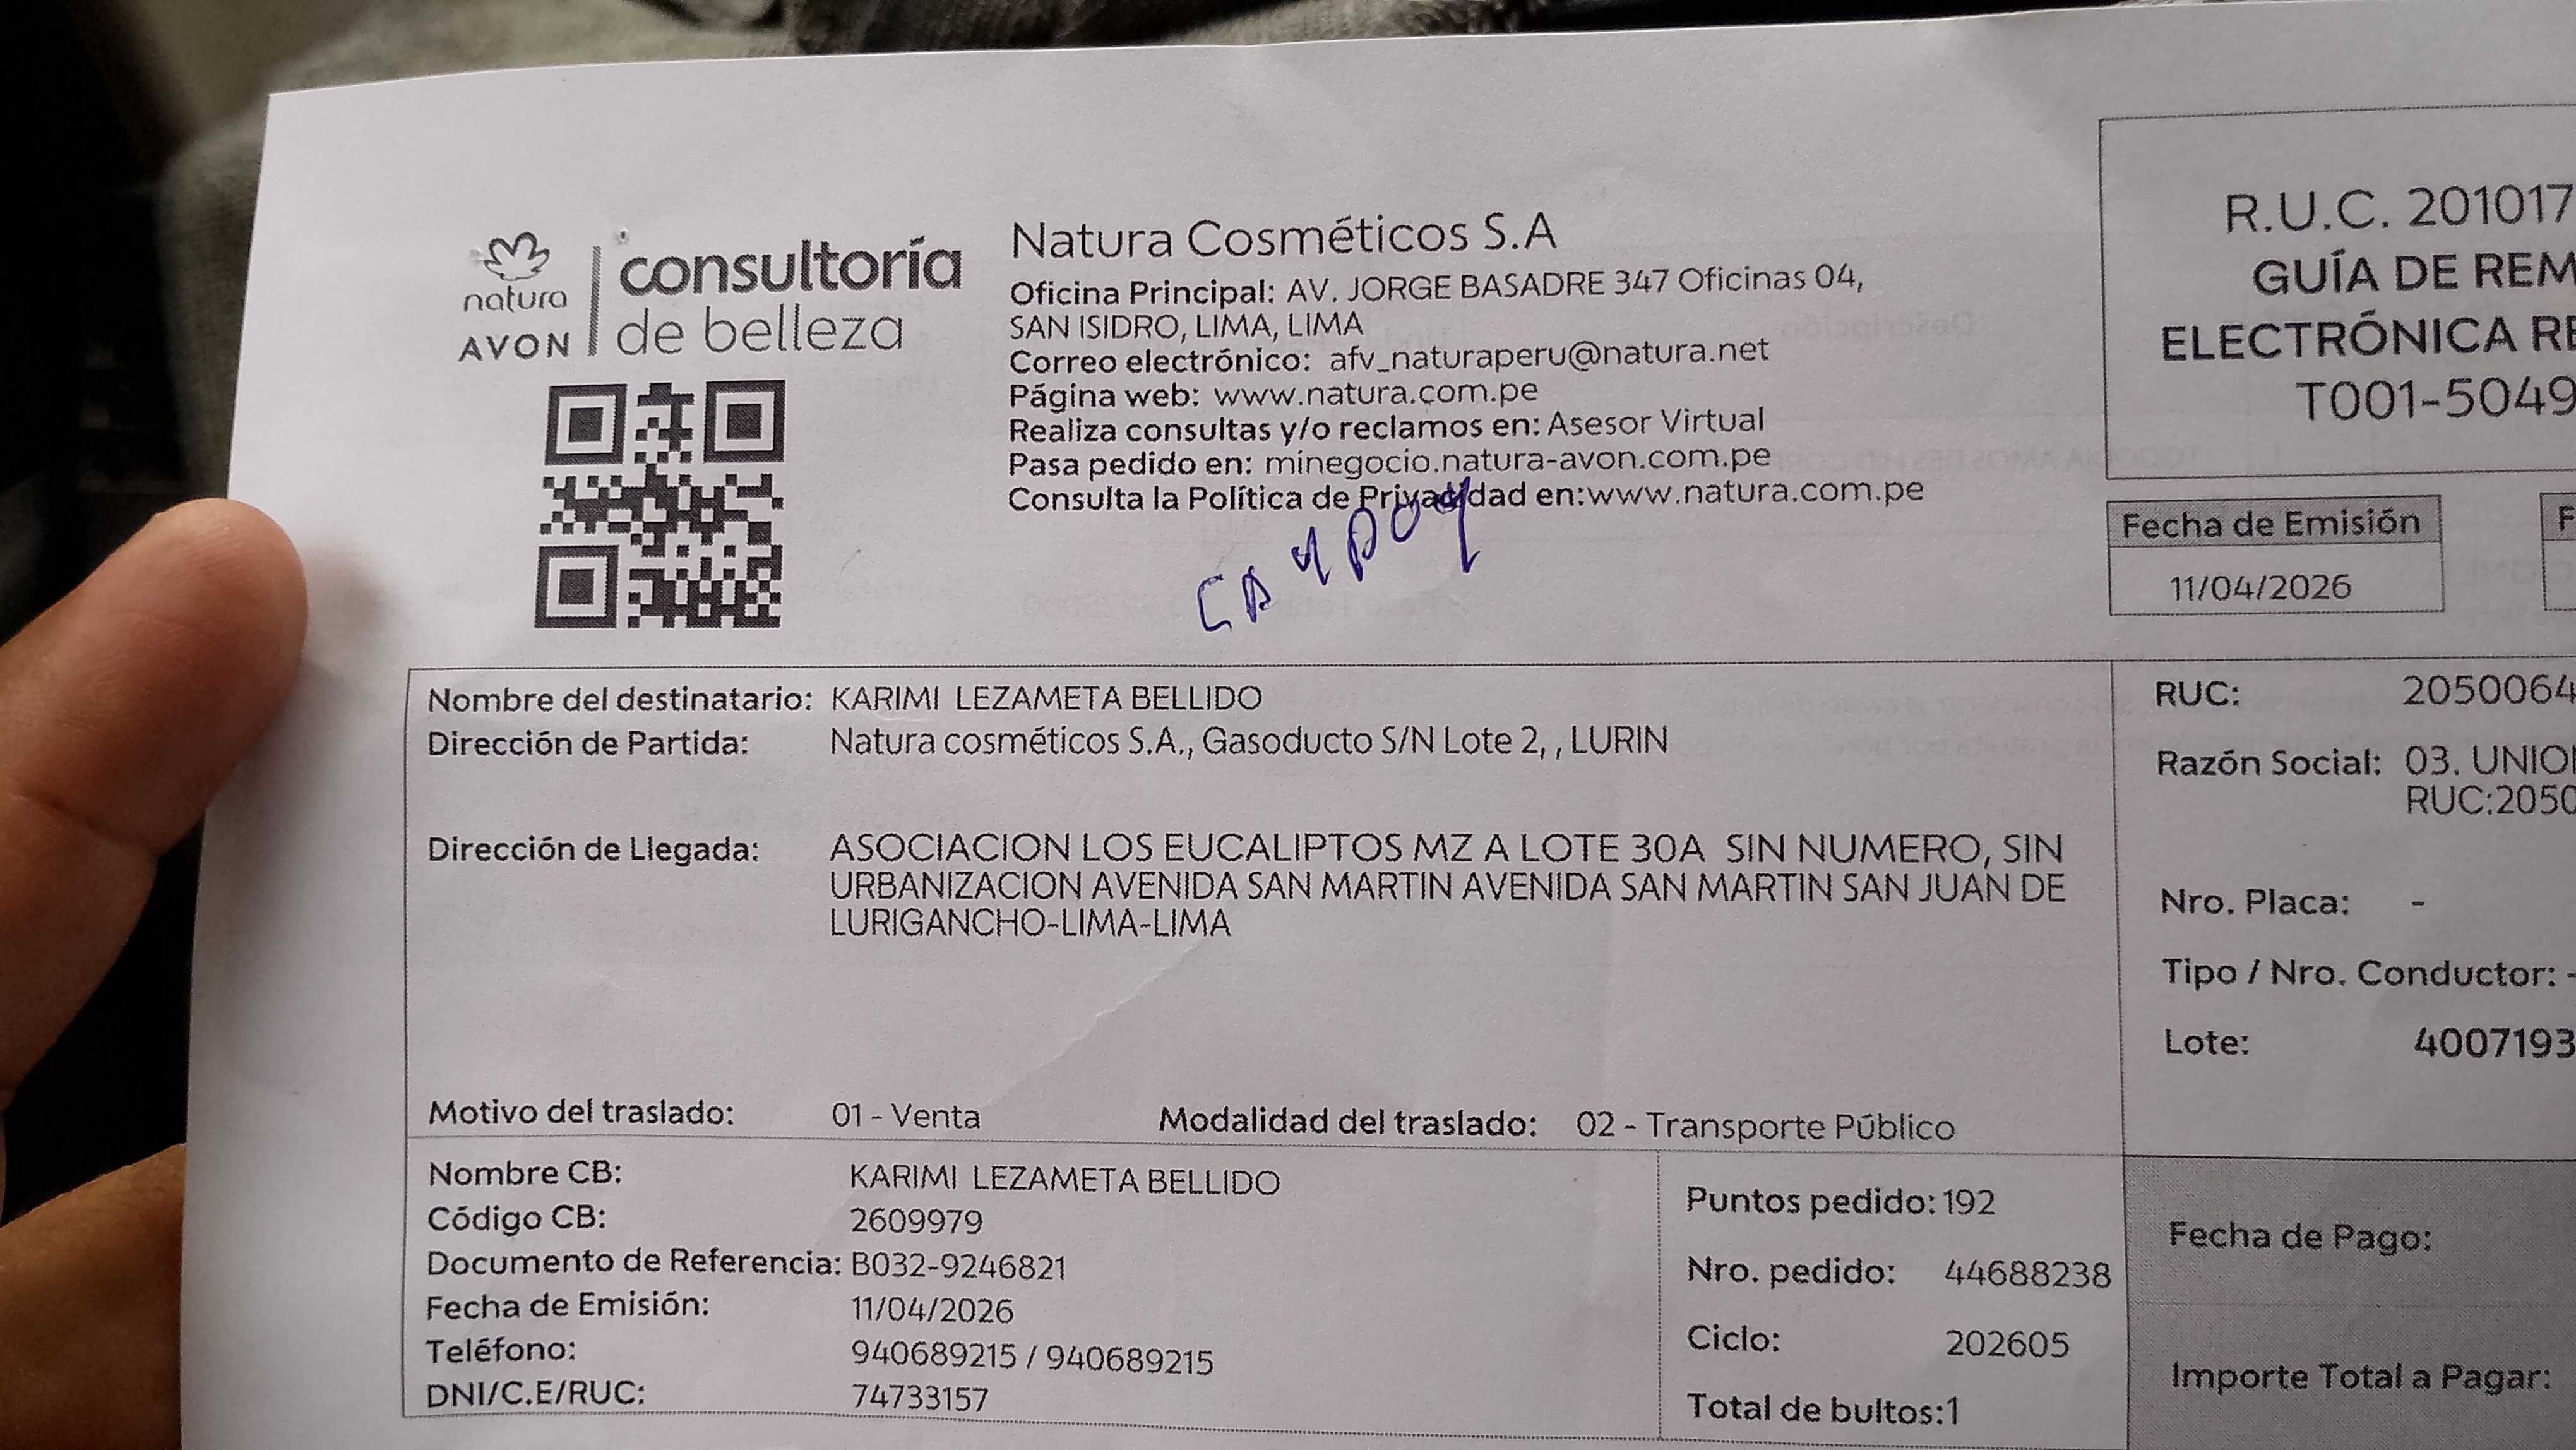 natura
AVON
consultoría
de belleza
Natura Cosméticos S.A
Oficina Principal: AV. JORGE BASADRE 347 Oficinas 04,
SAN ISIDRO, LIMA, LIMA
Correo electrónico: afv_naturaperu@natura.net
Página web: www.natura.com.pe
Realiza consultas y/o reclamos en: Asesor Virtual
Pasa pedido en: minegocio.natura-avon.com.pe
Consulta la Política de Privacidad en:www.natura.com.pe
R.U.C. 201017
GUÍA DE REM
ELECTRÓNICA RE
T001-5049
Fecha de Emisión
11/04/2026
F
Nombre del destinatario: KARIMI LEZAMETA BELLIDO
Dirección de Partida: Natura cosméticos S.A., Gasoducto S/N Lote 2, , LURIN
Dirección de Llegada: ASOCIACION LOS EUCALIPTOS MZ A LOTE 30A SIN NUMERO, SIN
URBANIZACION AVENIDA SAN MARTIN AVENIDA SAN MARTIN SAN JUAN DE
LURIGANCHO-LIMA-LIMA
Motivo del traslado: 01 - Venta Modalidad del traslado: 02 - Transporte Público
RUC: 2050064
Razón Social: 03. UNIO
RUC:2050
Nro. Placa: -
Tipo / Nro. Conductor: -
Lote: 4007193
Nombre CB: KARIMI LEZAMETA BELLIDO
Código CB: 2609979
Documento de Referencia: B032-9246821
Fecha de Emisión: 11/04/2026
Teléfono: 940689215 / 940689215
DNI/C.E/RUC: 74733157
Puntos pedido: 192
Nro. pedido: 44688238
Ciclo: 202605
Total de bultos:1
Fecha de Pago:
Importe Total a Pagar: